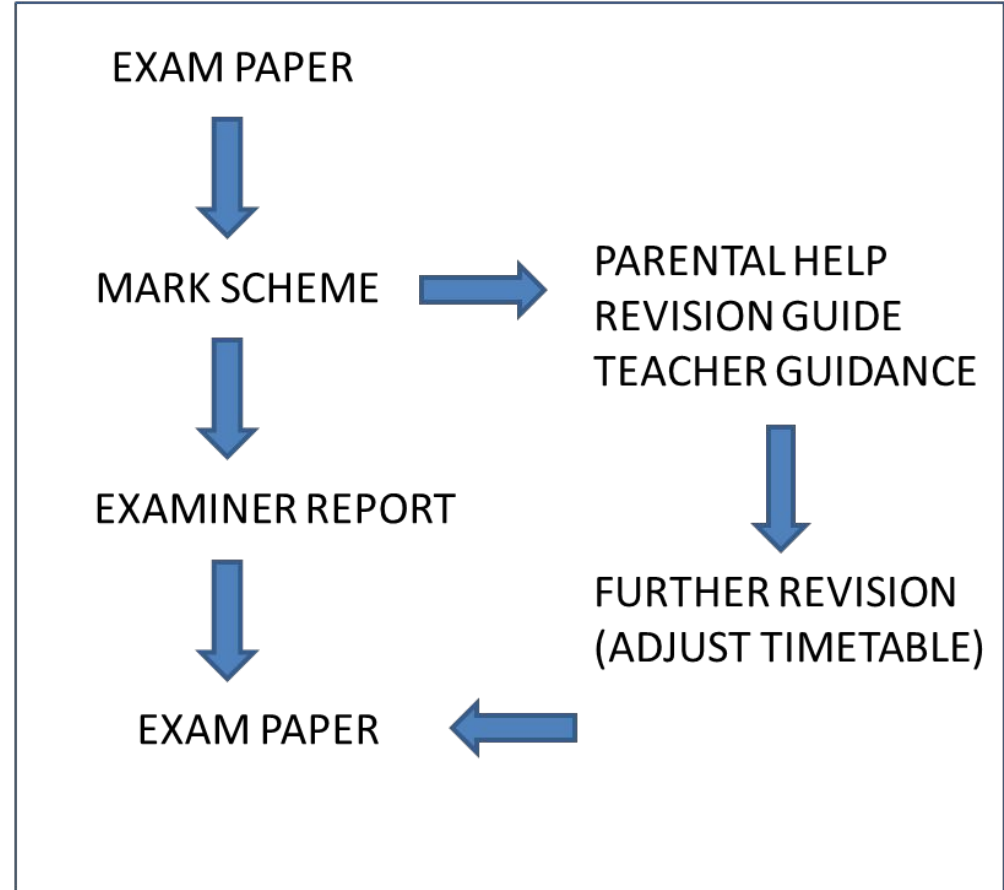 EXAM PAPER
MARK SCHEME
PARENTAL HELP
REVISION GUIDE
TEACHER GUIDANCE
EXAMINER REPORT
FURTHER REVISION
(ADJUST TIMETABLE)
EXAM PAPER